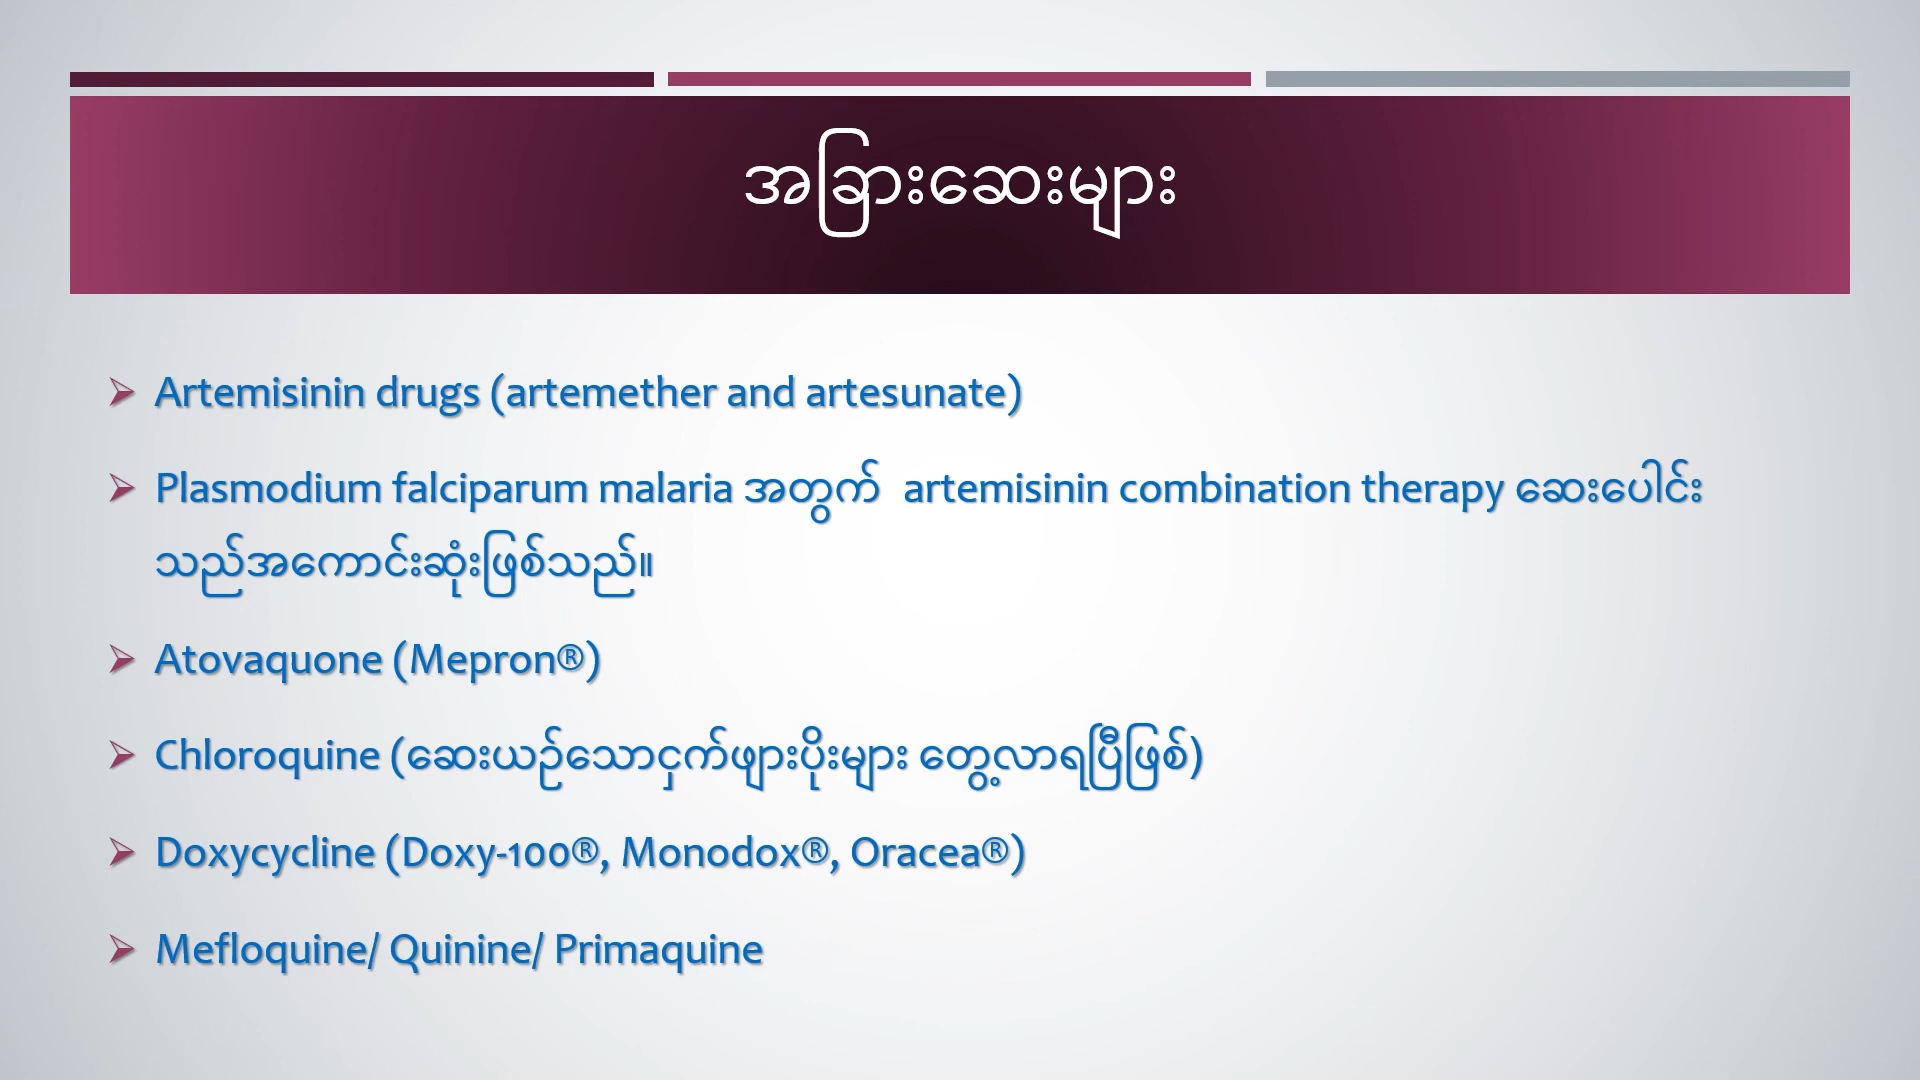 အခြားဆေးများ
Artemisinin drugs (artemether and artesunate)
Plasmodium falciparum malaria အတွက် artemisinin combination therapy ဆေးပေါင်း
သည်အကောင်းဆုံးဖြစ်သည်။
Atovaquone (Mepron®)
Chloroquine (ဆေးယဉ်သောငှက်ဖျားပိုးများ တွေ့လာရပြီဖြစ်)
Doxycycline (Doxy-100®, Monodox®, Oracea®)
Mefloquine/ Quinine/ Primaquine